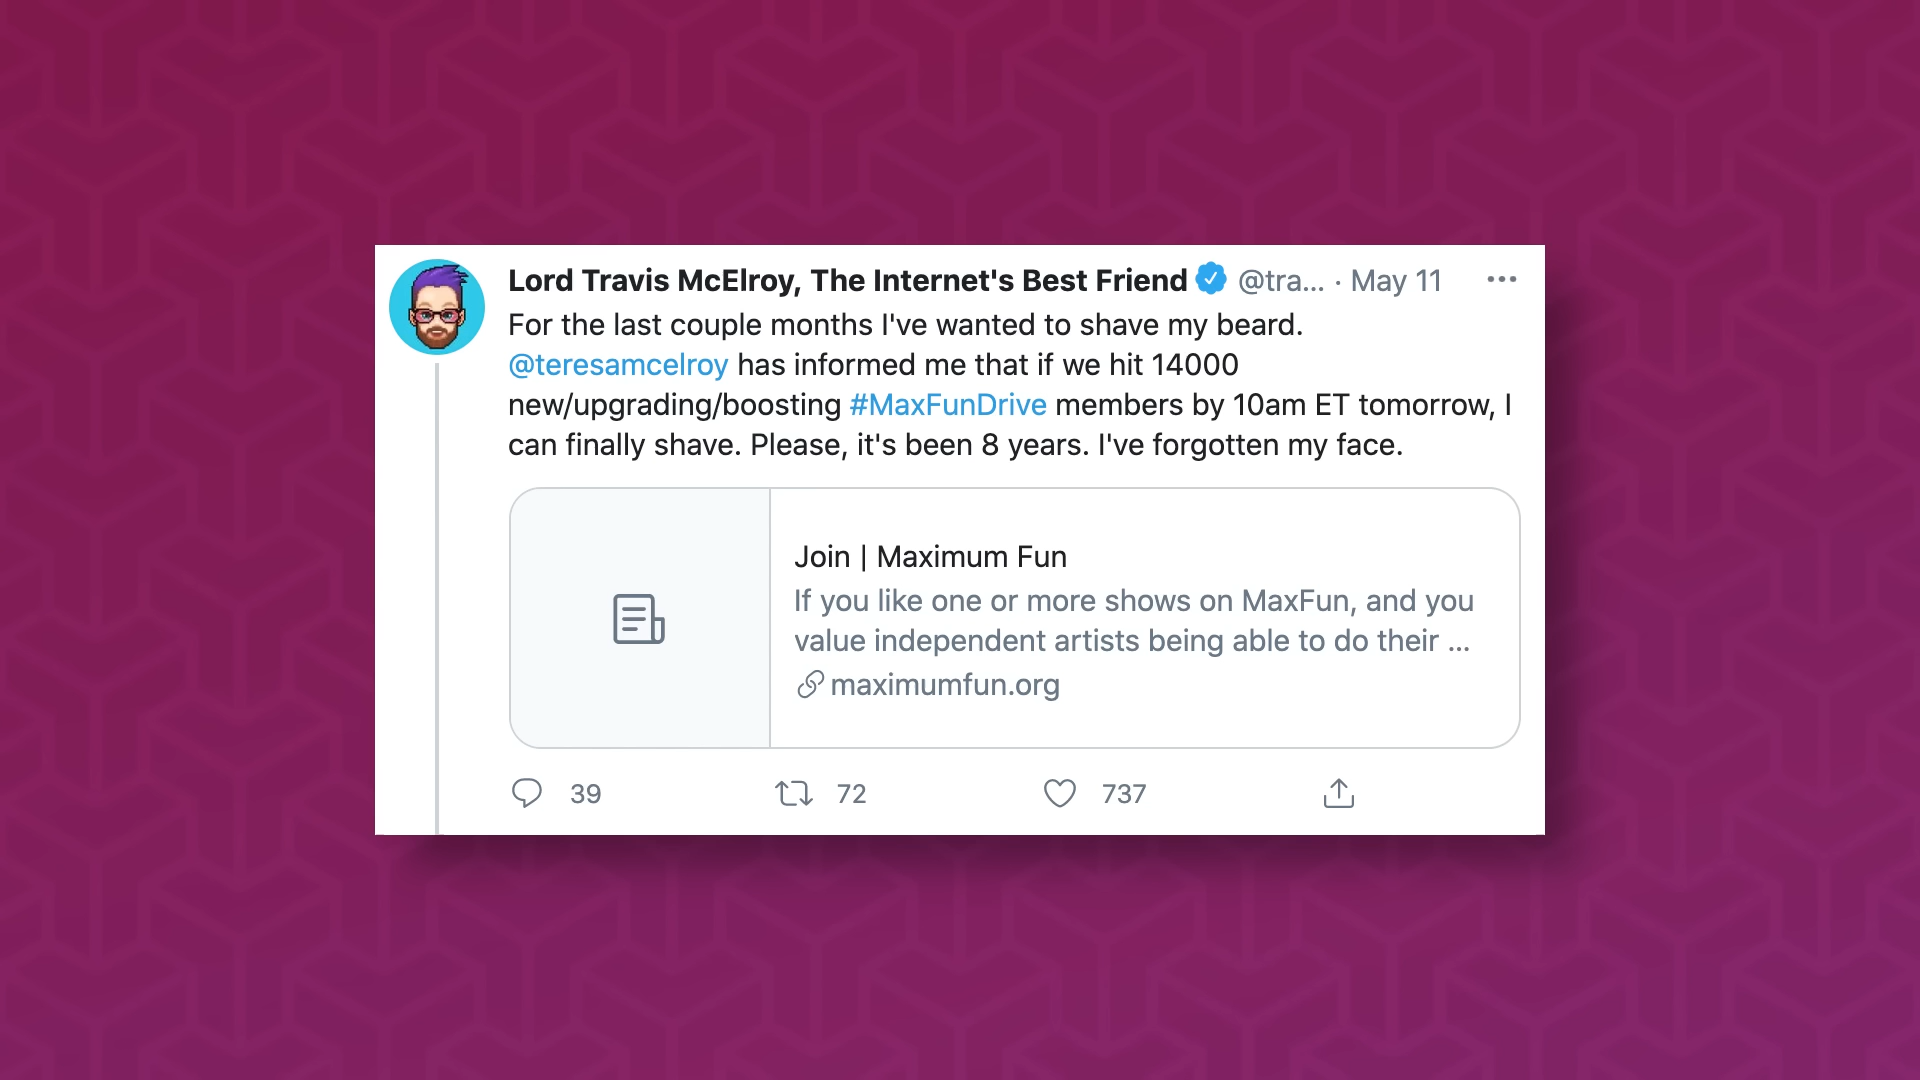 Lord Travis McElroy, The Internet's Best Friend @tra... · May 11
For the last couple months I've wanted to shave my beard.
@teresamcelroy has informed me that if we hit 14000
new/upgrading/boosting #MaxFunDrive members by 10am ET tomorrow, I
can finally shave. Please, it's been 8 years. I've forgotten my face.
Join | Maximum Fun
If you like one or more shows on MaxFun, and you
value independent artists being able to do their ...
maximumfun.org
39 72 737